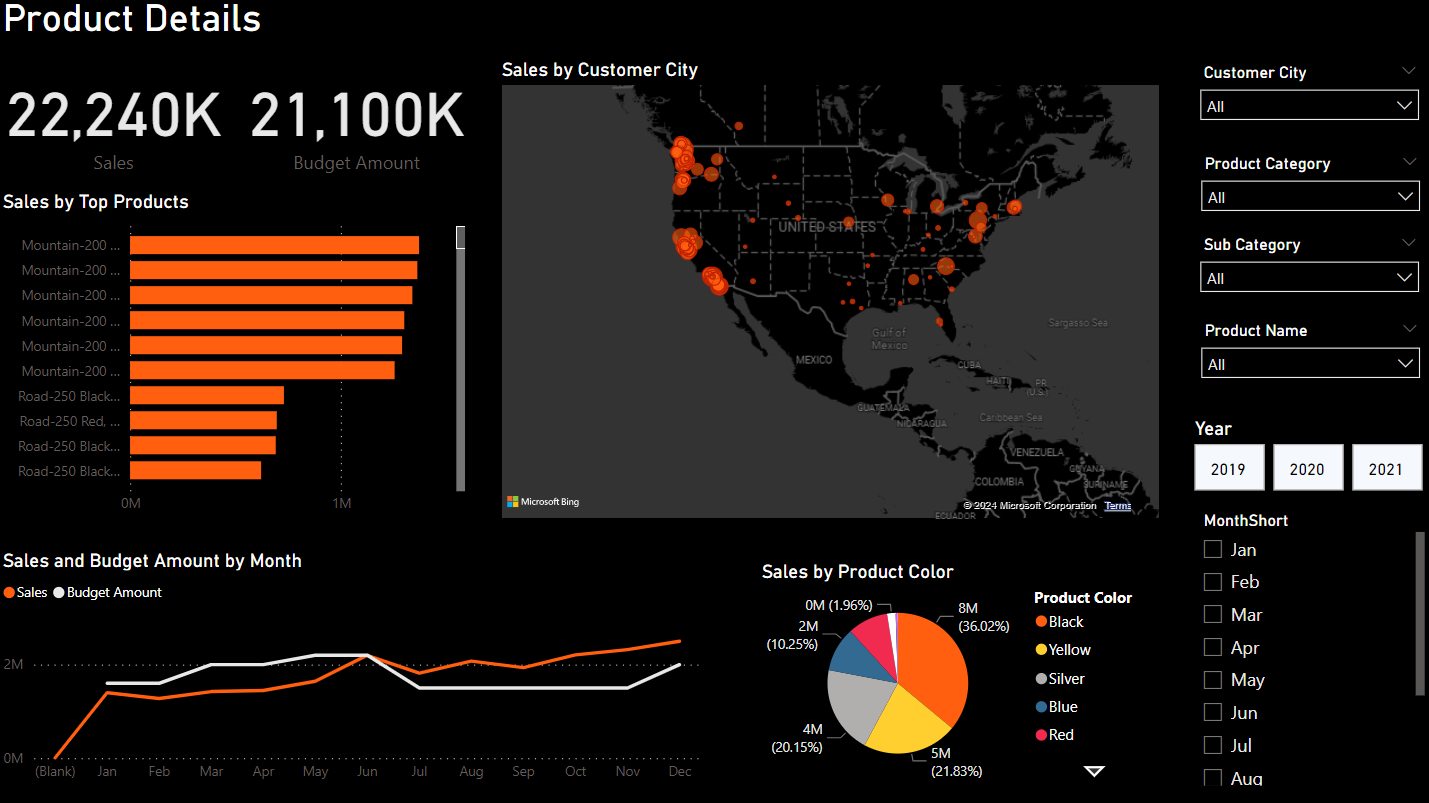 Product Details
22,240K
Sales
21,100K
Budget Amount
Sales by Top Products
Mountain-200 ...
Mountain-200 ...
Mountain-200 ...
Mountain-200 ...
Mountain-200 ...
Mountain-200 ...
Road-250 Black...
Road-250 Red, ...
Road-250 Black...
Road-250 Black...
0M 1M
Sales by Customer City
UNITED STATES
MEXICO
Gulf of
Mexico
Sargasso Sea
CUBA
HAITI
PR
(U.S.)
GUATEMALA
NICARAGUA
Caribbean Sea
VENEZUELA
GUYANA
SURINAME
COLOMBIA
ECUADOR
Microsoft Bing
© 2024 Microsoft Corporation Terms
Customer City
All
Product Category
All
Sub Category
All
Product Name
All
Year
2019 2020 2021
MonthShort
Jan
Feb
Mar
Apr
May
Jun
Jul
Aug
Sales and Budget Amount by Month
Sales Budget Amount
2M
0M
(Blank) Jan Feb Mar Apr May Jun Jul Aug Sep Oct Nov Dec
Sales by Product Color
0M (1.96%)
8M
(36.02%)
2M
(10.25%)
4M
(20.15%)
5M
(21.83%)
Product Color
Black
Yellow
Silver
Blue
Red